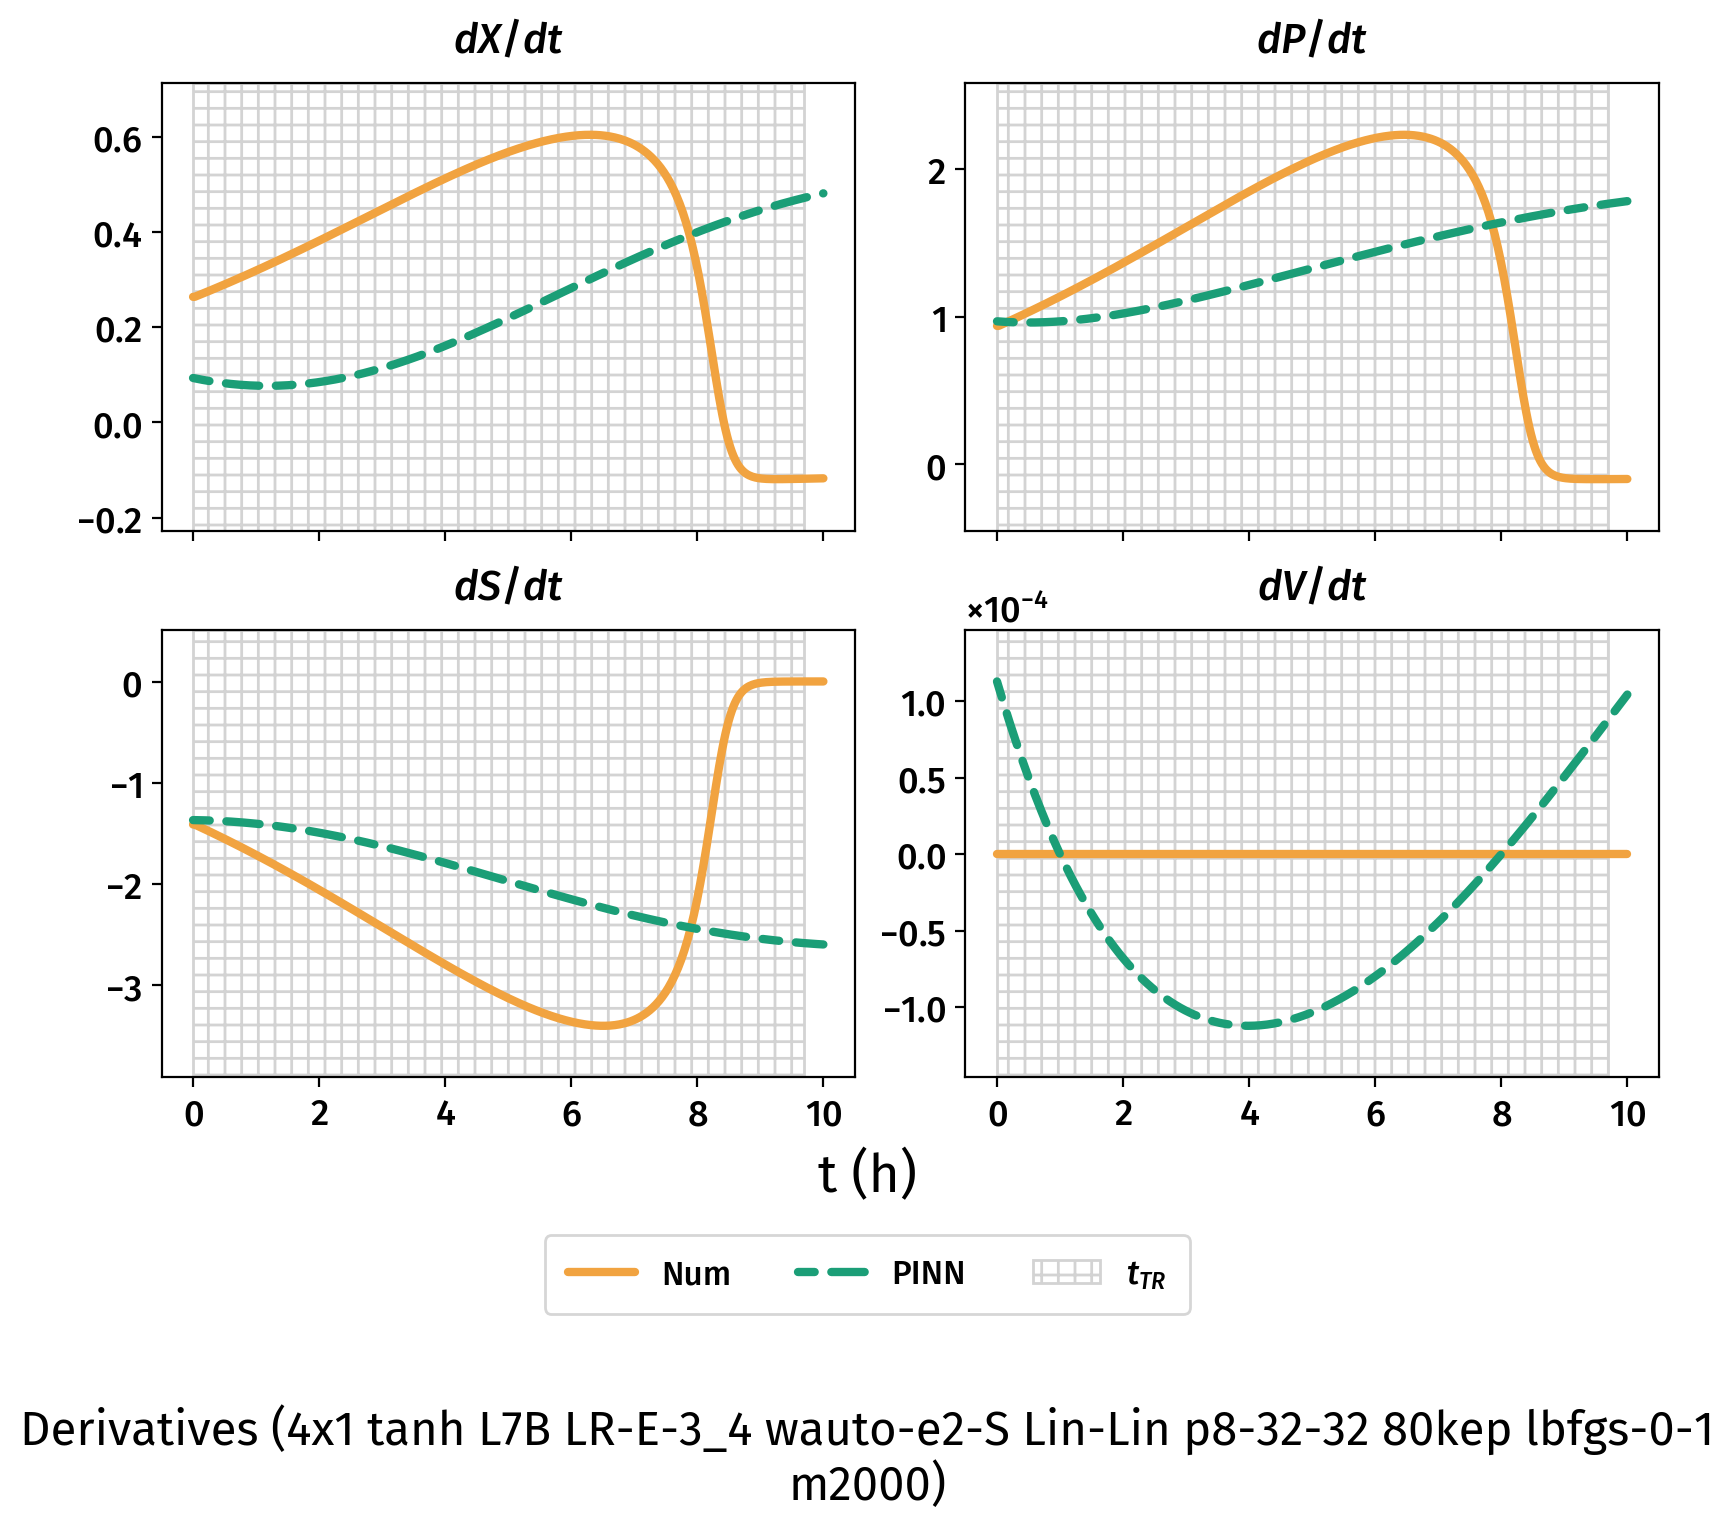 dX/dt
dP/dt
0.6
0.4
0.2
0.0
−0.2
2
1
0
dS/dt
dV/dt
×10⁻⁴
0
−1
−2
−3
1.0
0.5
0.0
−0.5
−1.0
0 2 4 6 8 10
0 2 4 6 8 10
t (h)
Num PINN t_TR
Derivatives (4x1 tanh L7B LR-E-3_4 wauto-e2-S Lin-Lin p8-32-32 80kep lbfgs-0-1
m2000)